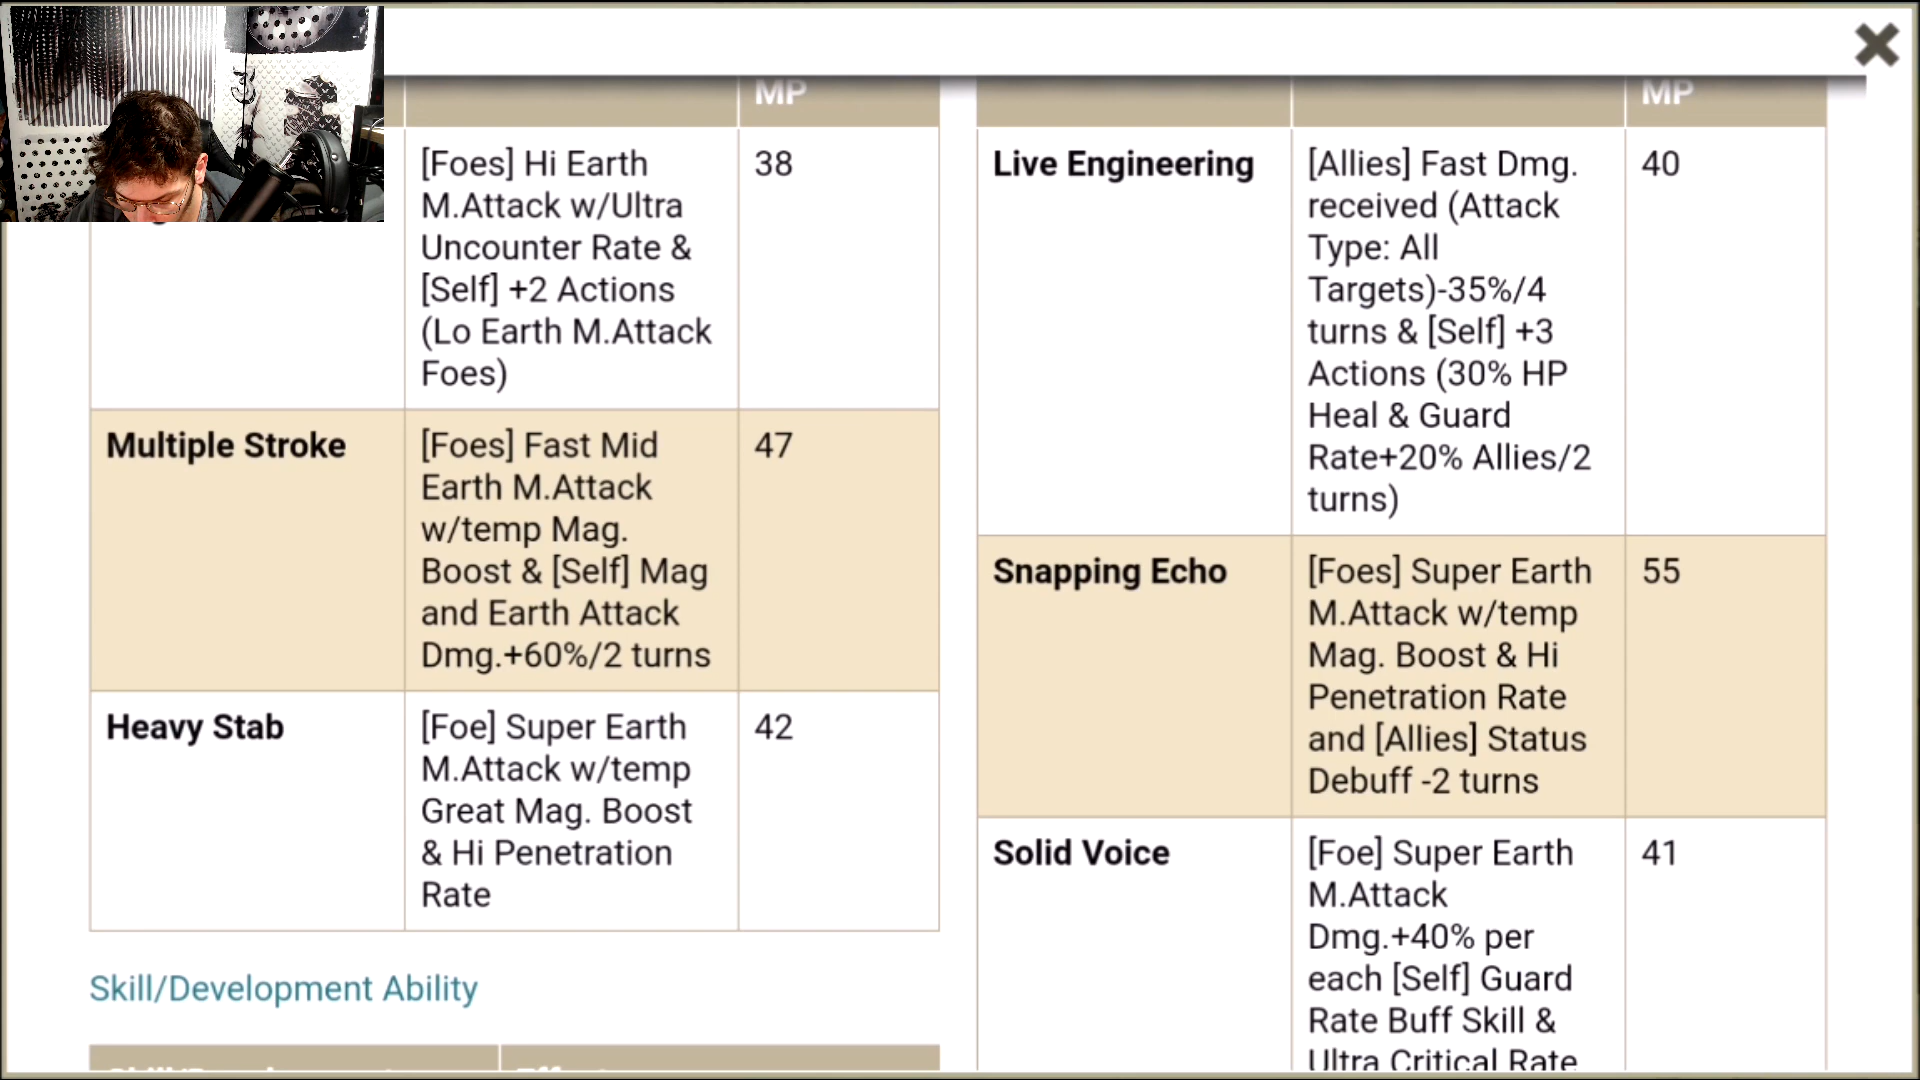 MP
[Foes] Hi Earth
M.Attack w/Ultra
Uncounter Rate &
[Self] +2 Actions
(Lo Earth M.Attack
Foes)
38
Multiple Stroke
[Foes] Fast Mid
Earth M.Attack
w/temp Mag.
Boost & [Self] Mag
and Earth Attack
Dmg.+60%/2 turns
47
Heavy Stab
[Foe] Super Earth
M.Attack w/temp
Great Mag. Boost
& Hi Penetration
Rate
42
Skill/Development Ability
MP
Live Engineering
[Allies] Fast Dmg.
received (Attack
Type: All
Targets)-35%/4
turns & [Self] +3
Actions (30% HP
Heal & Guard
Rate+20% Allies/2
turns)
40
Snapping Echo
[Foes] Super Earth
M.Attack w/temp
Mag. Boost & Hi
Penetration Rate
and [Allies] Status
Debuff -2 turns
55
Solid Voice
[Foe] Super Earth
M.Attack
Dmg.+40% per
each [Self] Guard
Rate Buff Skill &
Ultra Critical Rate
41